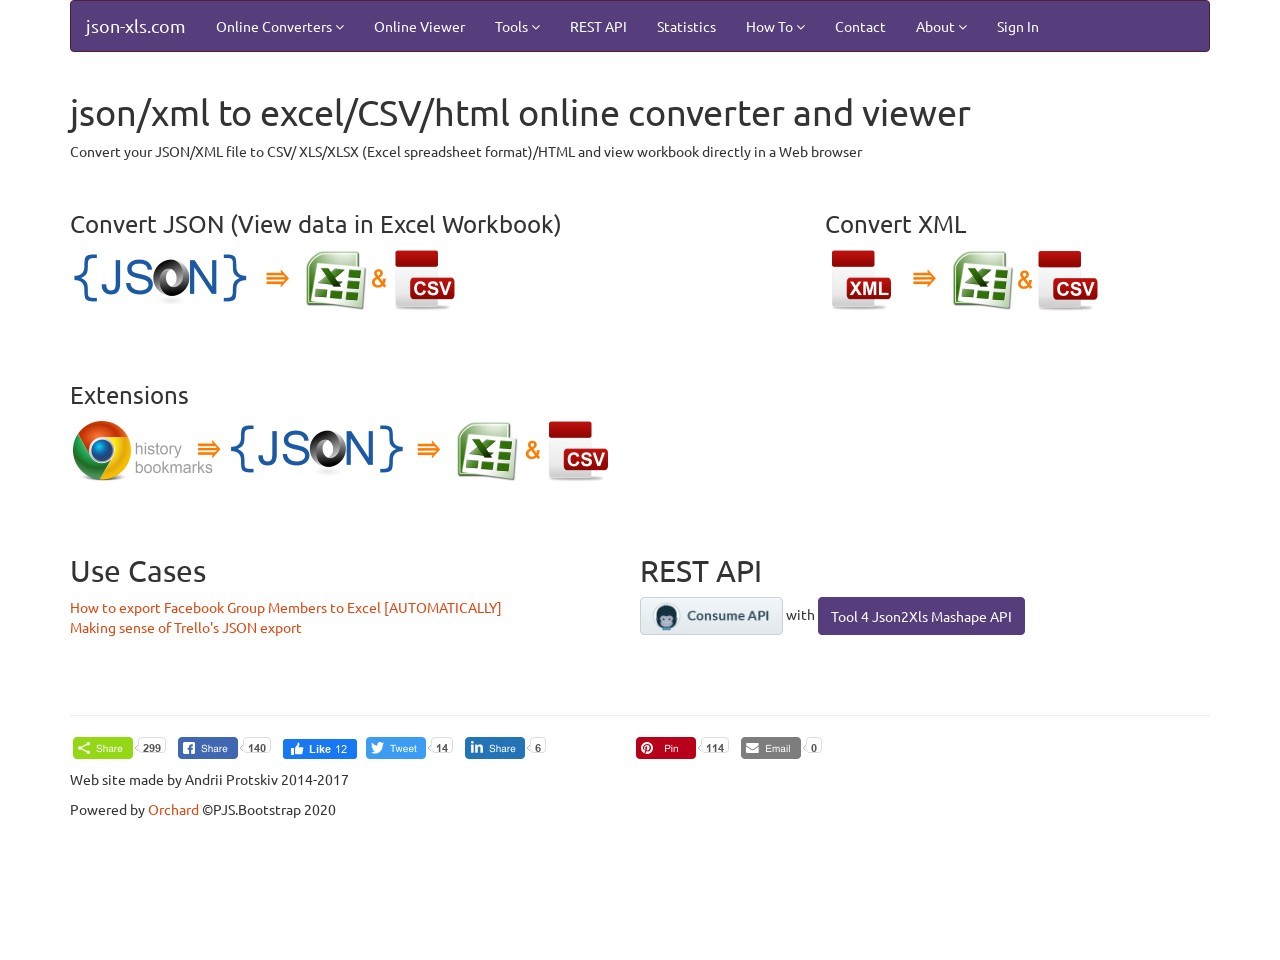 json-xls.com Online Converters Online Viewer Tools REST API Statistics How To Contact About Sign In
json/xml to excel/CSV/html online converter and viewer
Convert your JSON/XML file to CSV/ XLS/XLSX (Excel spreadsheet format)/HTML and view workbook directly in a Web browser
Convert JSON (View data in Excel Workbook)
{JSON} ⇛ X & CSV
Convert XML
XML ⇛ X & CSV
Extensions
history bookmarks ⇛ {JSON} ⇛ X & CSV
Use Cases
How to export Facebook Group Members to Excel [AUTOMATICALLY]
Making sense of Trello's JSON export
REST API
Consume API with Tool 4 Json2Xls Mashape API
Share 299 Share 140 Like 12 Tweet 14 Share 6 Pin 114 Email 0
Web site made by Andrii Protskiv 2014-2017
Powered by Orchard ©PJS.Bootstrap 2020